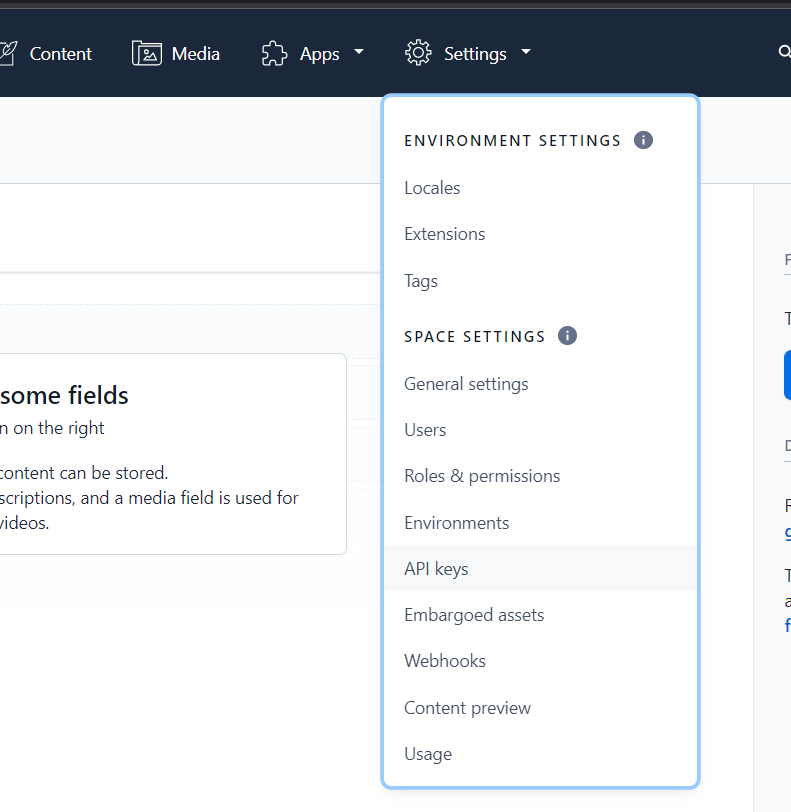 Content
Media
Apps
Settings
ENVIRONMENT SETTINGS
Locales
Extensions
Tags
SPACE SETTINGS
General settings
Users
Roles & permissions
Environments
API keys
Embargoed assets
Webhooks
Content preview
Usage
some fields
n on the right
content can be stored.
scriptions, and a media field is used for
videos.
F
T
D
R
g
T
a
f